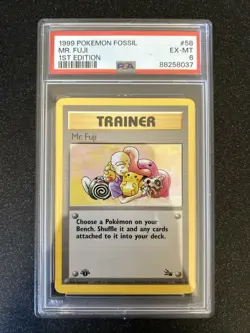 1999 POKEMON FOSSIL #58
MR. FUJI EX-MT
1ST EDITION 6
PSA 88258037
TRAINER
Mr. Fuji
Choose a Pokémon on your
Bench. Shuffle it and any cards
attached to it into your deck.